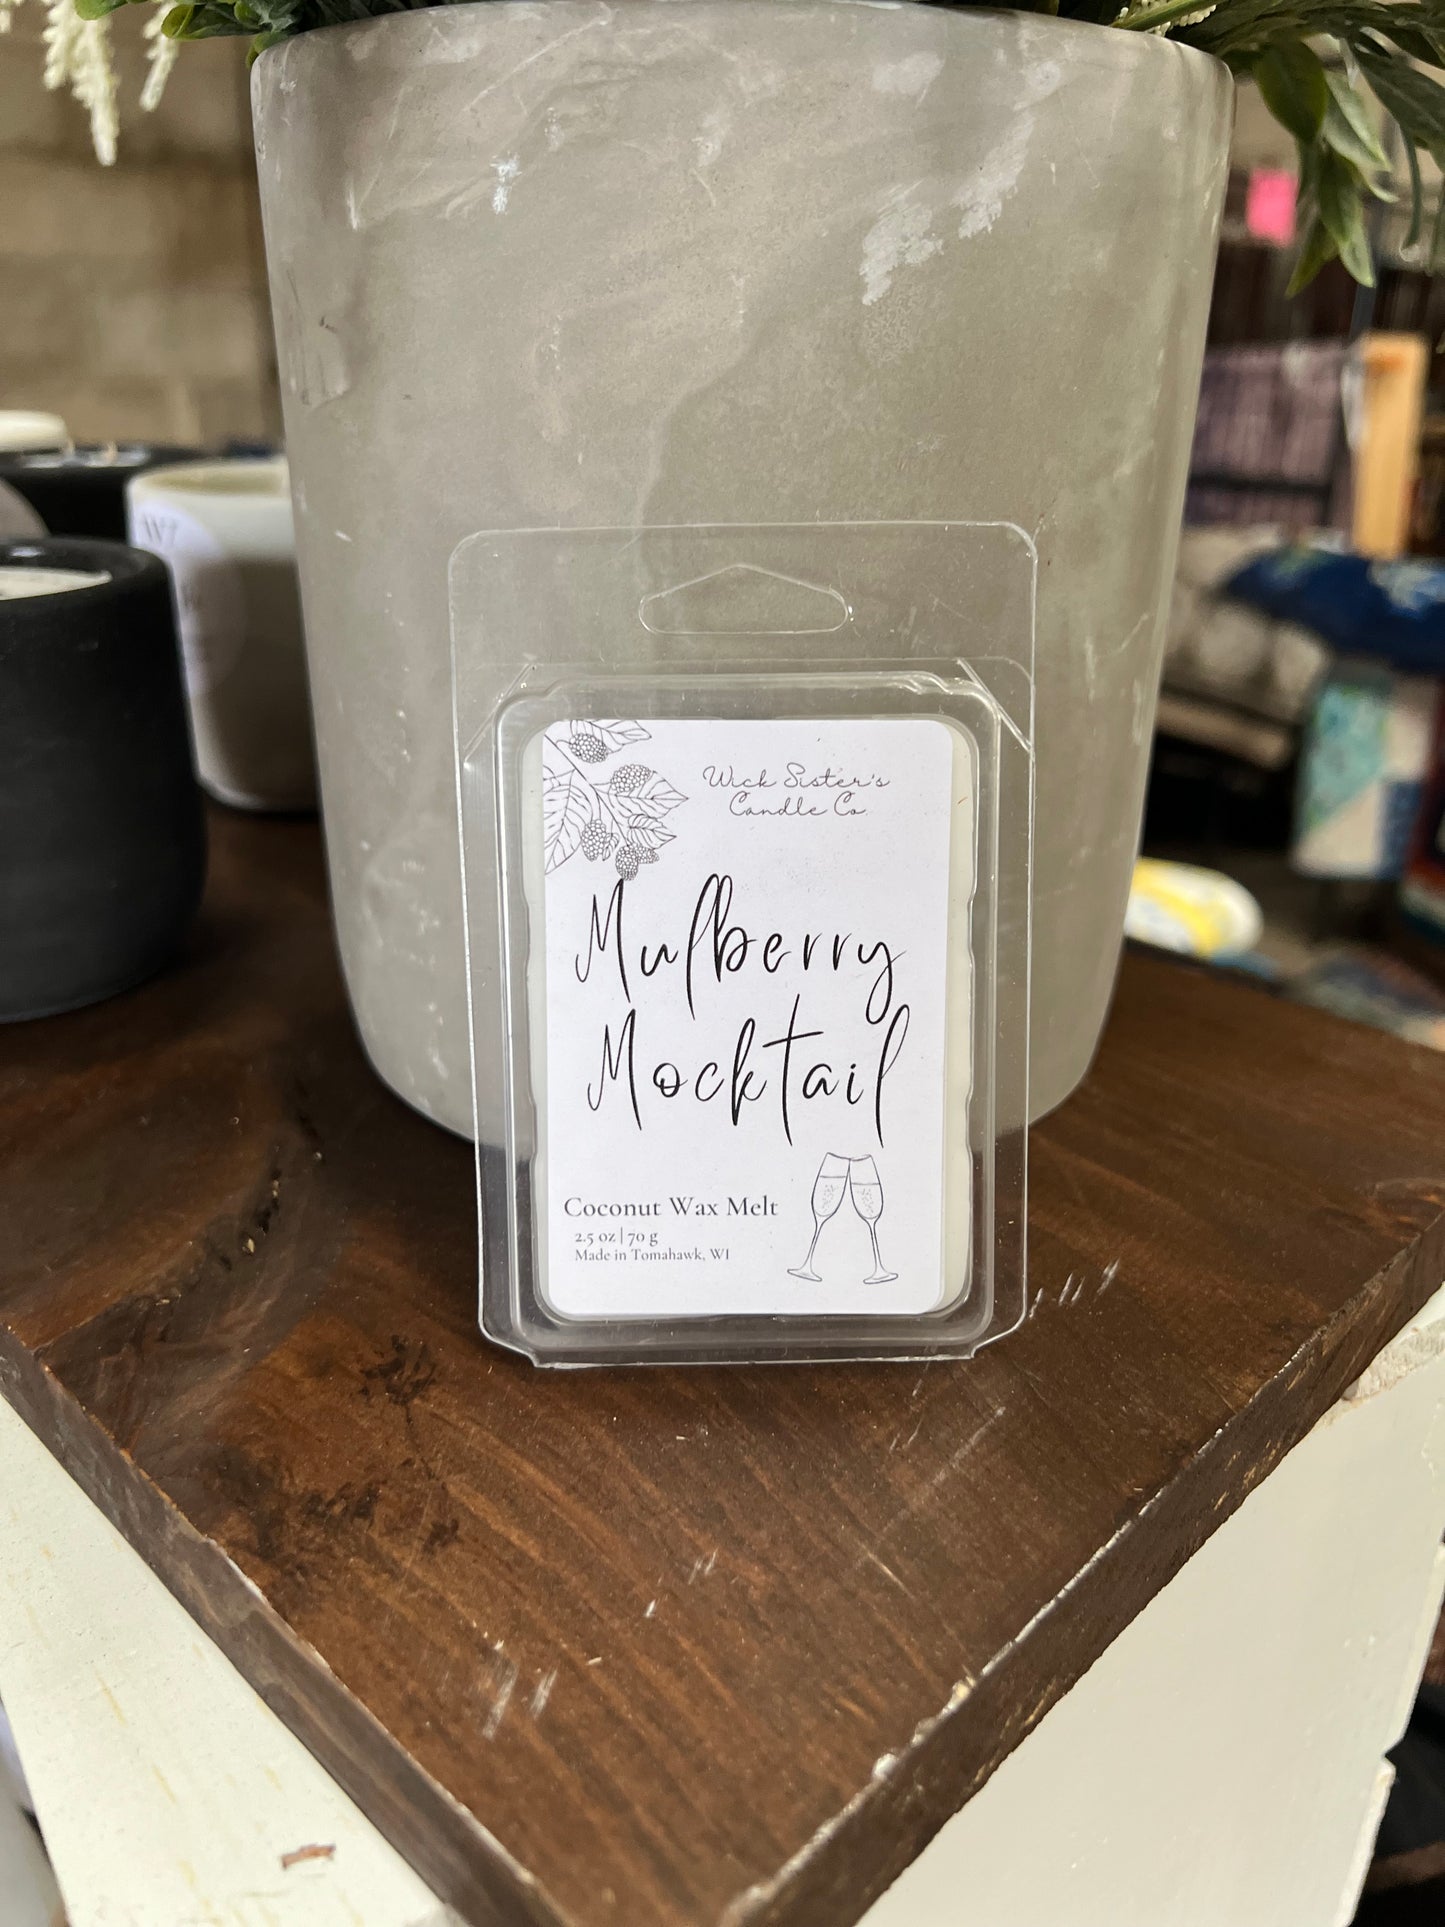 Wick Sister's
Candle Co.
Mulberry
Mocktail
Coconut Wax Melt
2.5 oz | 70 g
Made in Tomahawk, WI